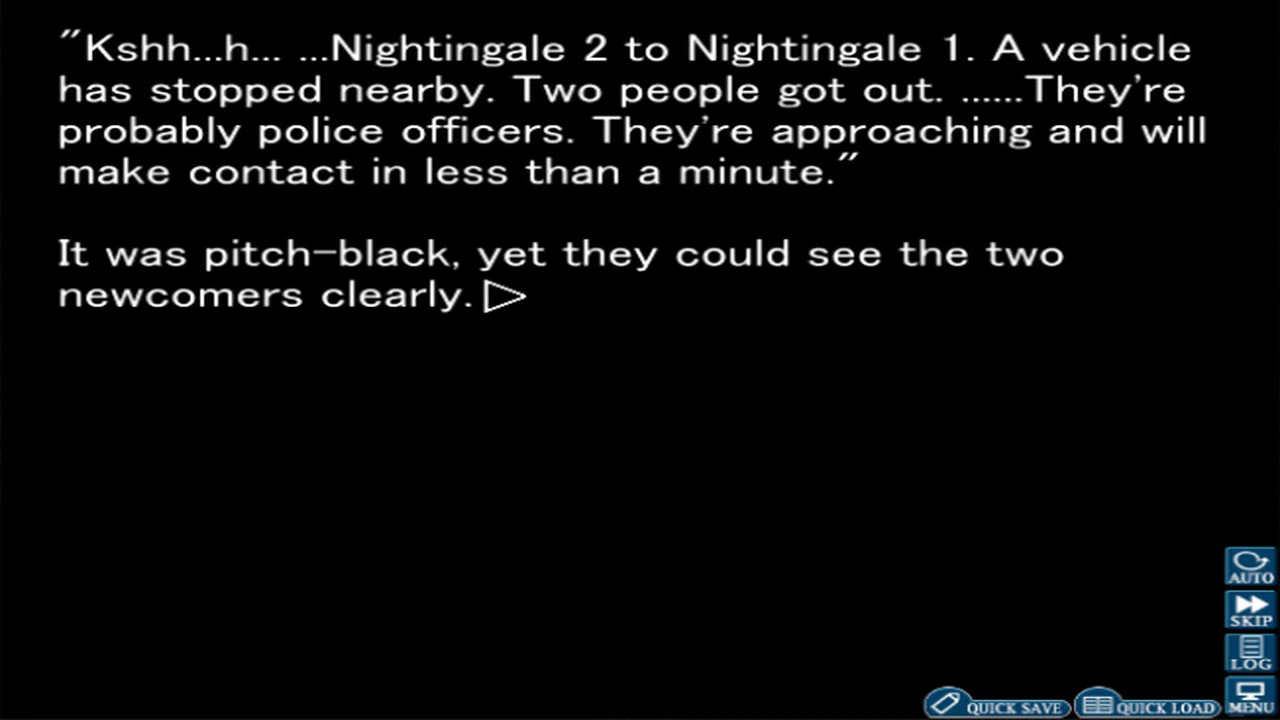 "Kshh...h... ...Nightingale 2 to Nightingale 1. A vehicle
has stopped nearby. Two people got out. ......They're
probably police officers. They're approaching and will
make contact in less than a minute."
It was pitch-black, yet they could see the two
newcomers clearly.
AUTO
SKIP
LOG
QUICK SAVE QUICK LOAD MENU